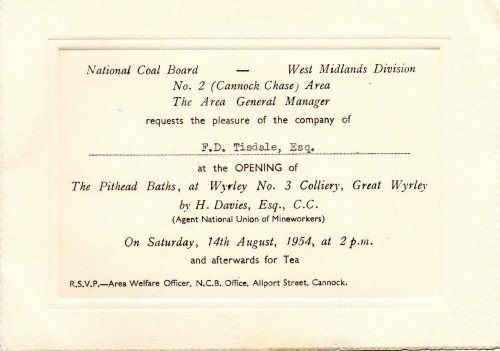 National Coal Board — West Midlands Division
No. 2 (Cannock Chase) Area
The Area General Manager
requests the pleasure of the company of
F.D. Tisdale, Esq.
at the OPENING of
The Pithead Baths, at Wyrley No. 3 Colliery, Great Wyrley
by H. Davies, Esq., C.C.
(Agent National Union of Mineworkers)
On Saturday, 14th August, 1954, at 2 p.m.
and afterwards for Tea
R.S.V.P.—Area Welfare Officer, N.C.B. Office, Allport Street, Cannock.